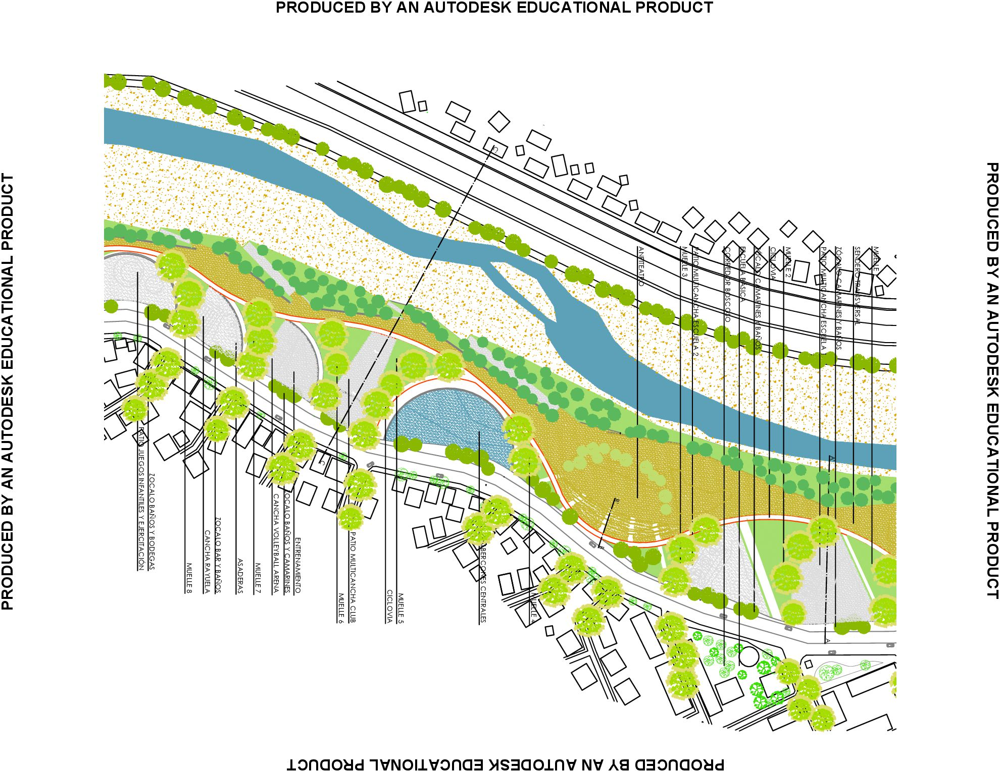 PRODUCED BY AN AUTODESK EDUCATIONAL PRODUCT
PRODUCED BY AN AUTODESK EDUCATIONAL PRODUCT
PRODUCED BY AN AUTODESK EDUCATIONAL PRODUCT
C'
ANFITEATRO
MUELLE 3
PATIO MULTICANCHA ESCUELA 2
CORREDOR BOSCOSO
ESCUELA BASICA
ZÓCALO CAMARINES Y BAÑOS
CICLOVIA
MUELLE 2
PATIO MULTICANCHA ESCUELA 1
ZÓCALO CAMARINES Y BAÑOS
SENDERO TRANSVERSAL
MUELLE
A'
B'
B
A
C
PATIO JUEGOS INFANTILES Y EJERCITACIÓN
ZOCALO BAÑOS Y BODEGAS
MUELLE 8
CANCHA RAYUELA
ZOCALO BAR Y BAÑOS
ASADERAS
MUELLE 7
CANCHA VOLLEYBALL ARENA
ZOCALO BAÑOS Y CAMARINES
ENTRENAMIENTO
MUELLE 6
PATIO MULTICANCHA CLUB
CICLOVIA
MUELLE 5
CENTRALES
MUELLE 4
PRODUCED BY AN AUTODESK EDUCATIONAL PRODUCT